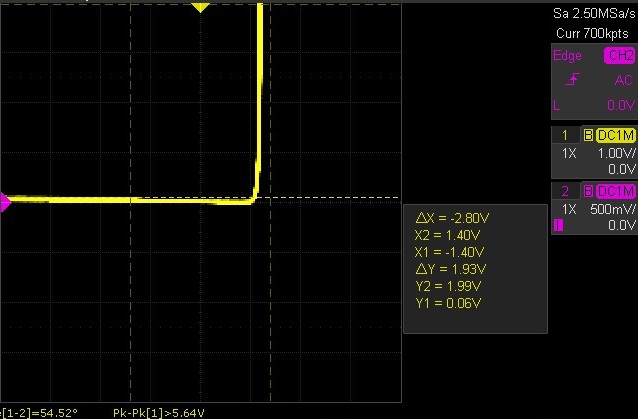 Sa 2.50MSa/s
Curr 700kpts
Edge CH2
AC
L 0.0V
1 B DC1M
1X 1.00V/
0.0V
2 B DC1M
1X 500mV/
I 0.0V
ΔX = -2.80V
X2 = 1.40V
X1 = -1.40V
ΔY = 1.93V
Y2 = 1.99V
Y1 = 0.06V
e[1-2]=54.52° Pk-Pk[1]>5.64V